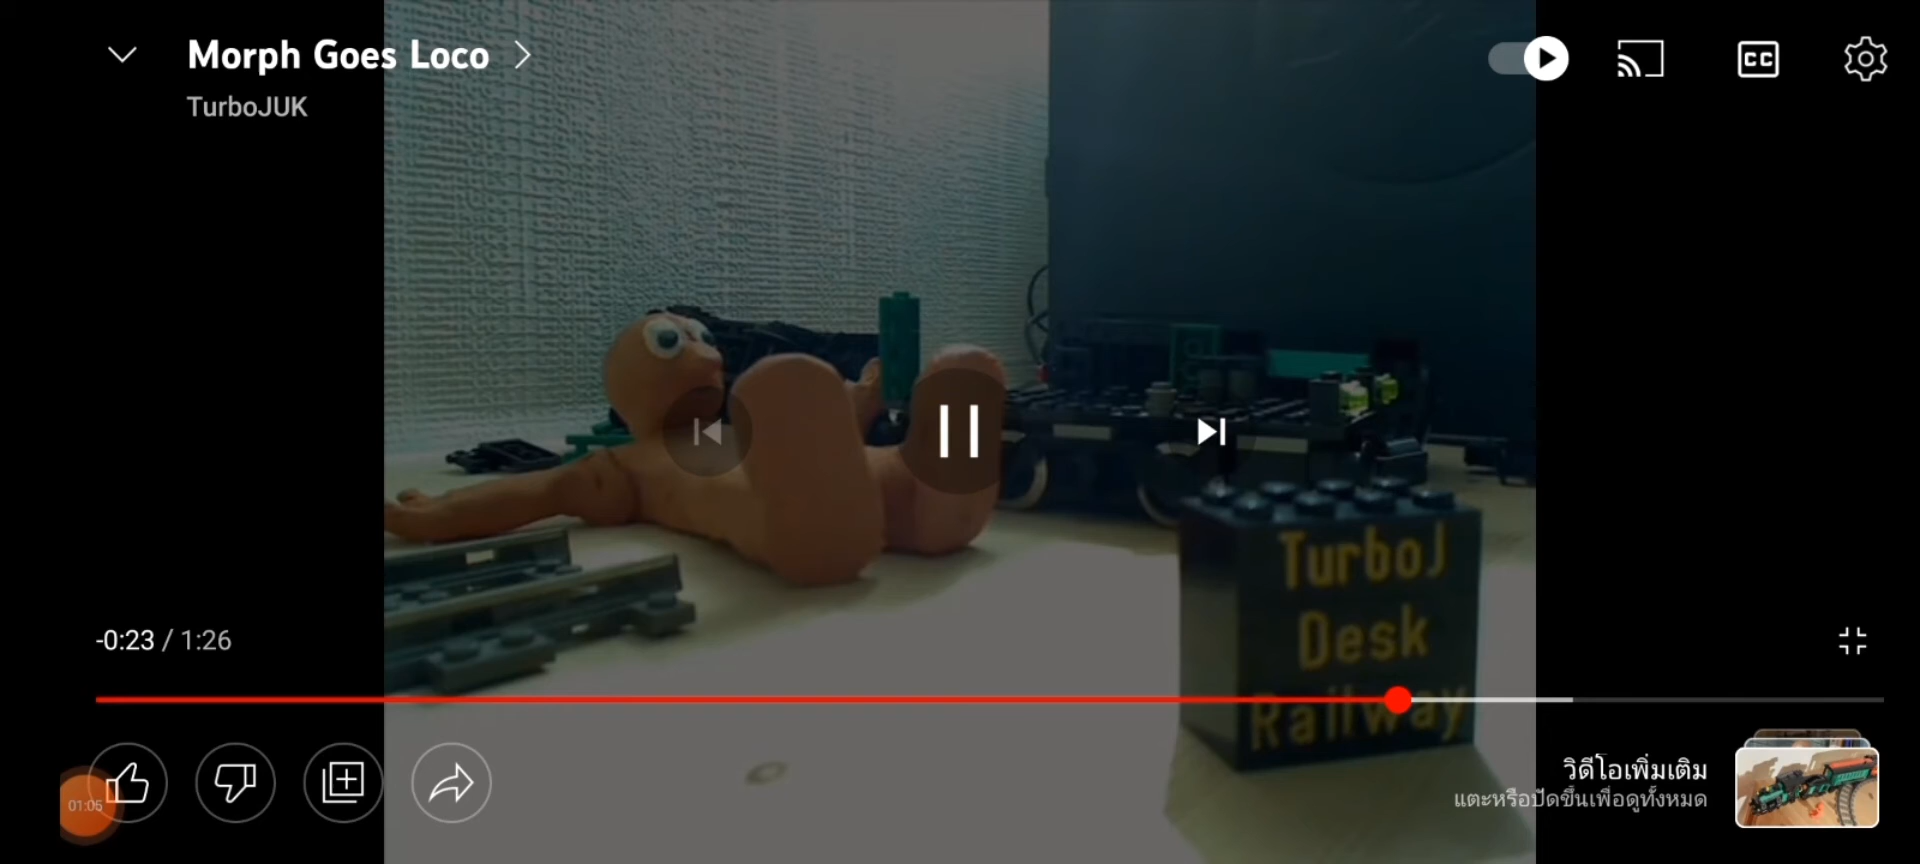 Morph Goes Loco
TurboJUK
CC
TurboJ
Desk
Railway
-0:23 / 1:26
วิดีโอเพิ่มเติม
แตะหรือปัดขึ้นเพื่อดูทั้งหมด
01:05